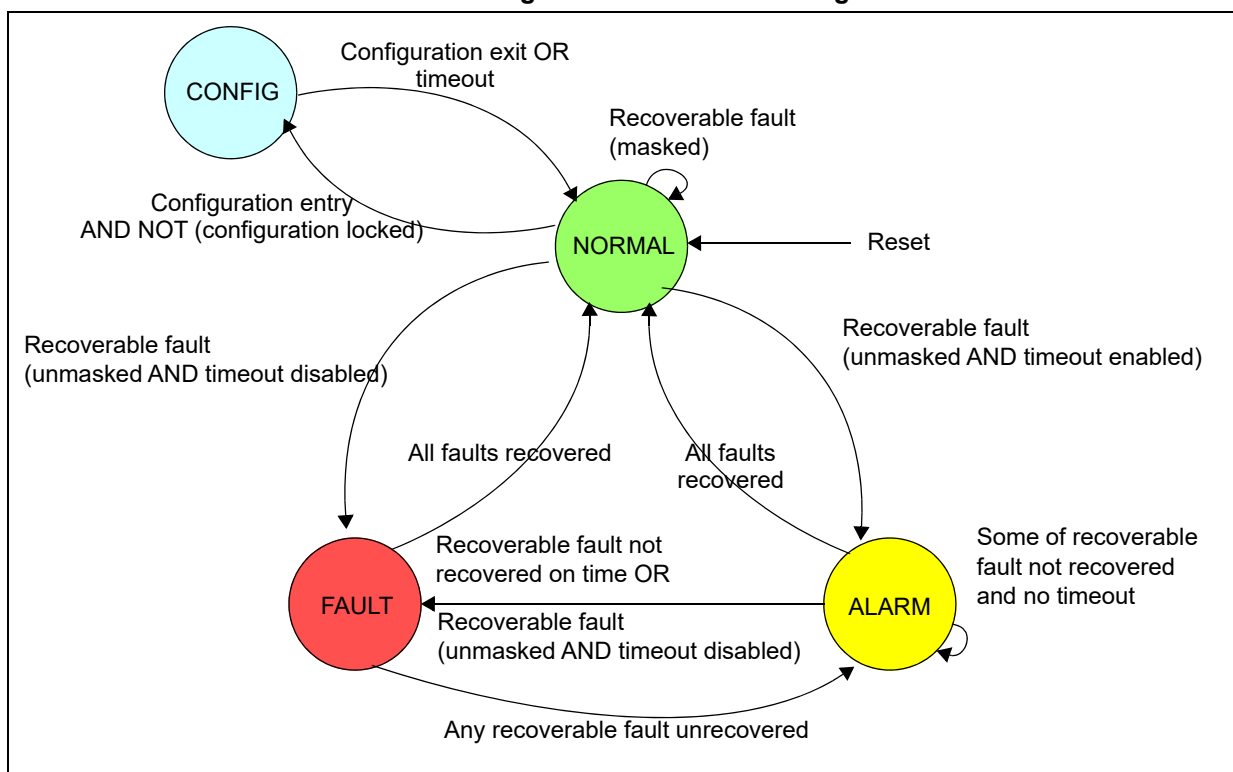 Configuration exit OR
timeout
CONFIG
Recoverable fault
(masked)
Configuration entry
AND NOT (configuration locked)
NORMAL
Reset
Recoverable fault
(unmasked AND timeout disabled)
Recoverable fault
(unmasked AND timeout enabled)
All faults recovered
All faults
recovered
Recoverable fault not
recovered on time OR
Some of recoverable
fault not recovered
and no timeout
FAULT
ALARM
Recoverable fault
(unmasked AND timeout disabled)
Any recoverable fault unrecovered